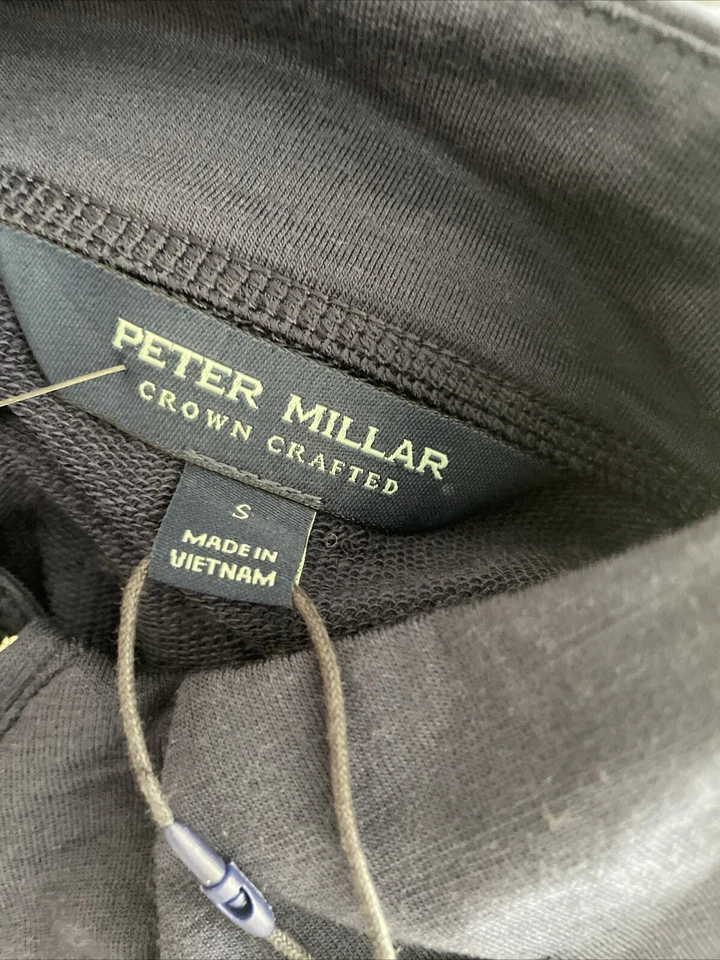 PETER MILLAR
CROWN CRAFTED
S
MADE IN
VIETNAM